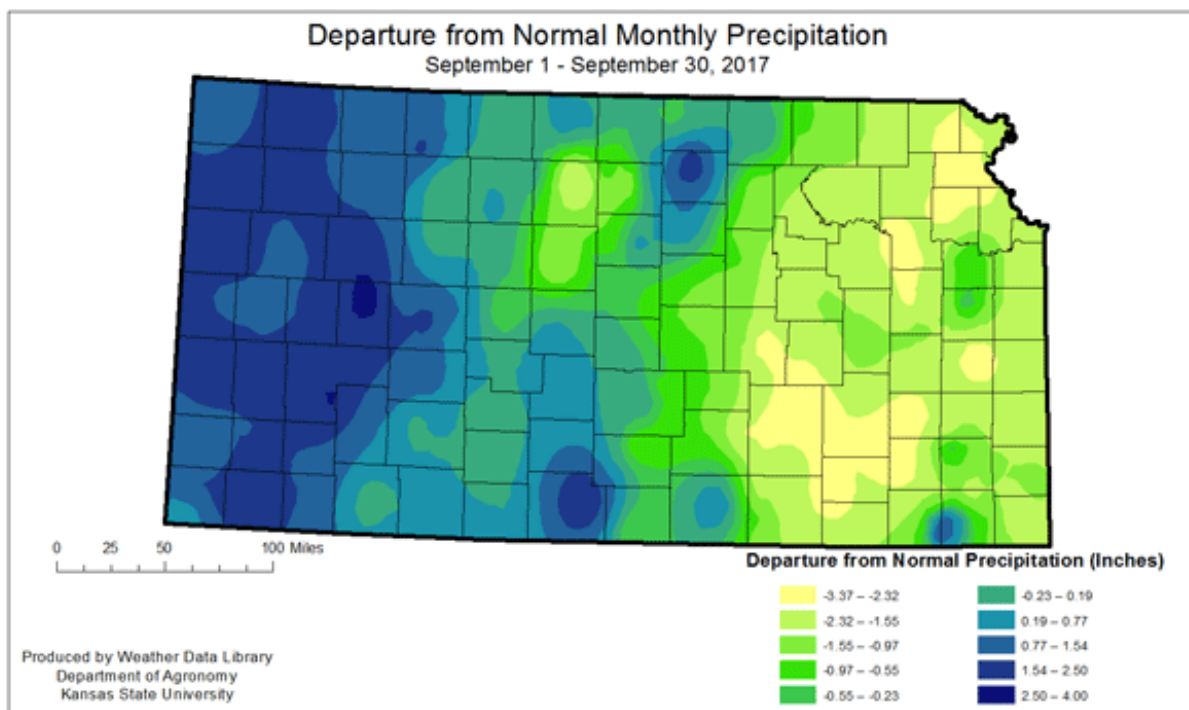 Departure from Normal Monthly Precipitation
September 1 - September 30, 2017
0 25 50 100 Miles
Departure from Normal Precipitation (Inches)
-3.37 – -2.32
-2.32 – -1.55
-1.55 – -0.97
-0.97 – -0.55
-0.55 – -0.23
-0.23 – 0.19
0.19 – 0.77
0.77 – 1.54
1.54 – 2.50
2.50 – 4.00
Produced by Weather Data Library
Department of Agronomy
Kansas State University